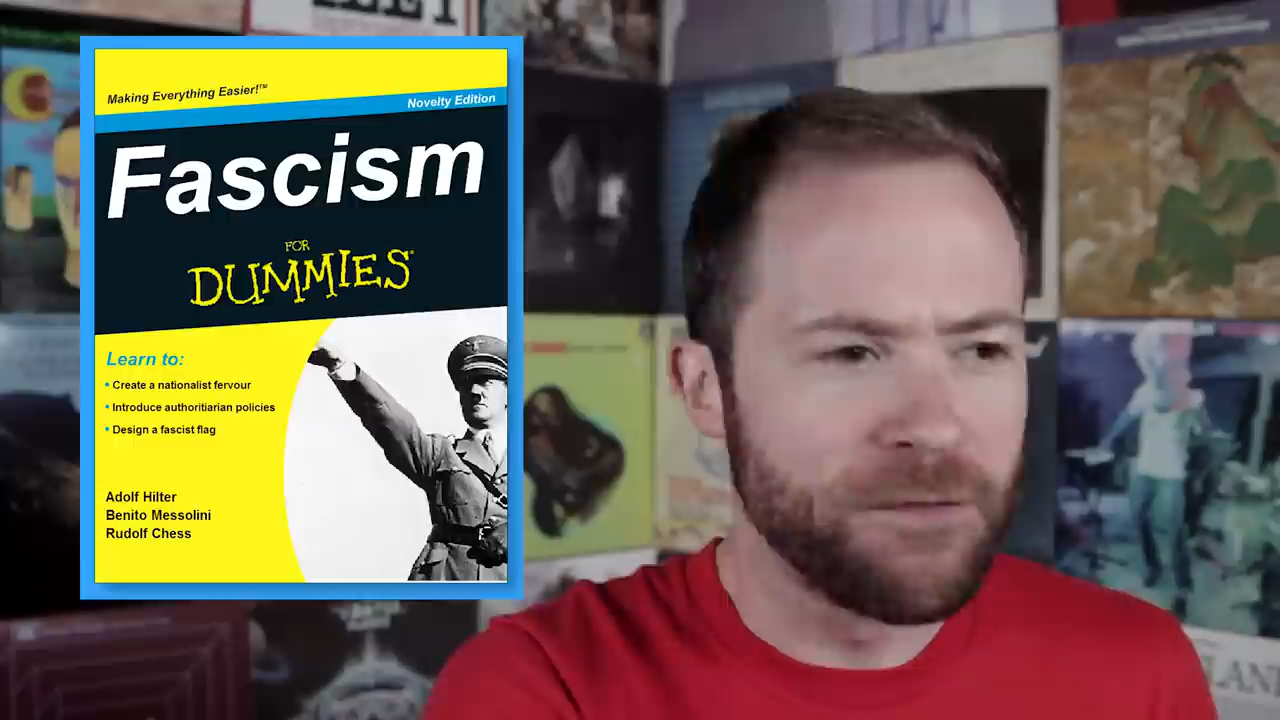 Making Everything Easier!™
Novelty Edition
Fascism
FOR
DUMMIES®
Learn to:
• Create a nationalist fervour
• Introduce authoritiarian policies
• Design a fascist flag
Adolf Hilter
Benito Messolini
Rudolf Chess